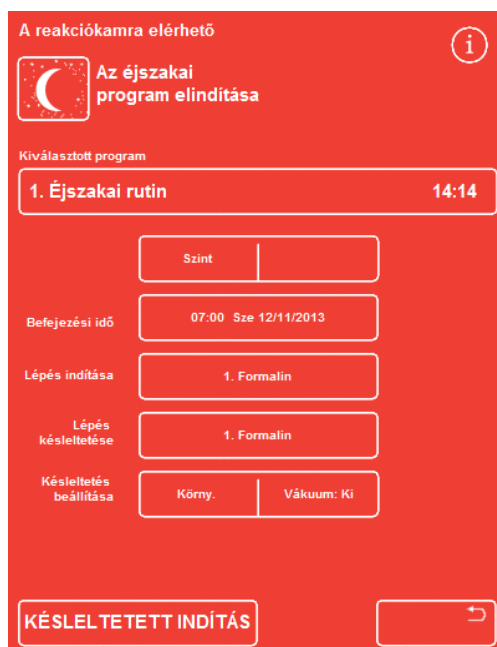 A reakciókamra elérhető
i
Az éjszakai
program elindítása
Kiválasztott program
1. Éjszakai rutin 14:14
Szint
Befejezési idő 07:00 Sze 12/11/2013
Lépés indítása 1. Formalin
Lépés
késleltetése 1. Formalin
Késleltetés
beállítása Körny. Vákuum: Ki
KÉSLELTETETT INDÍTÁS